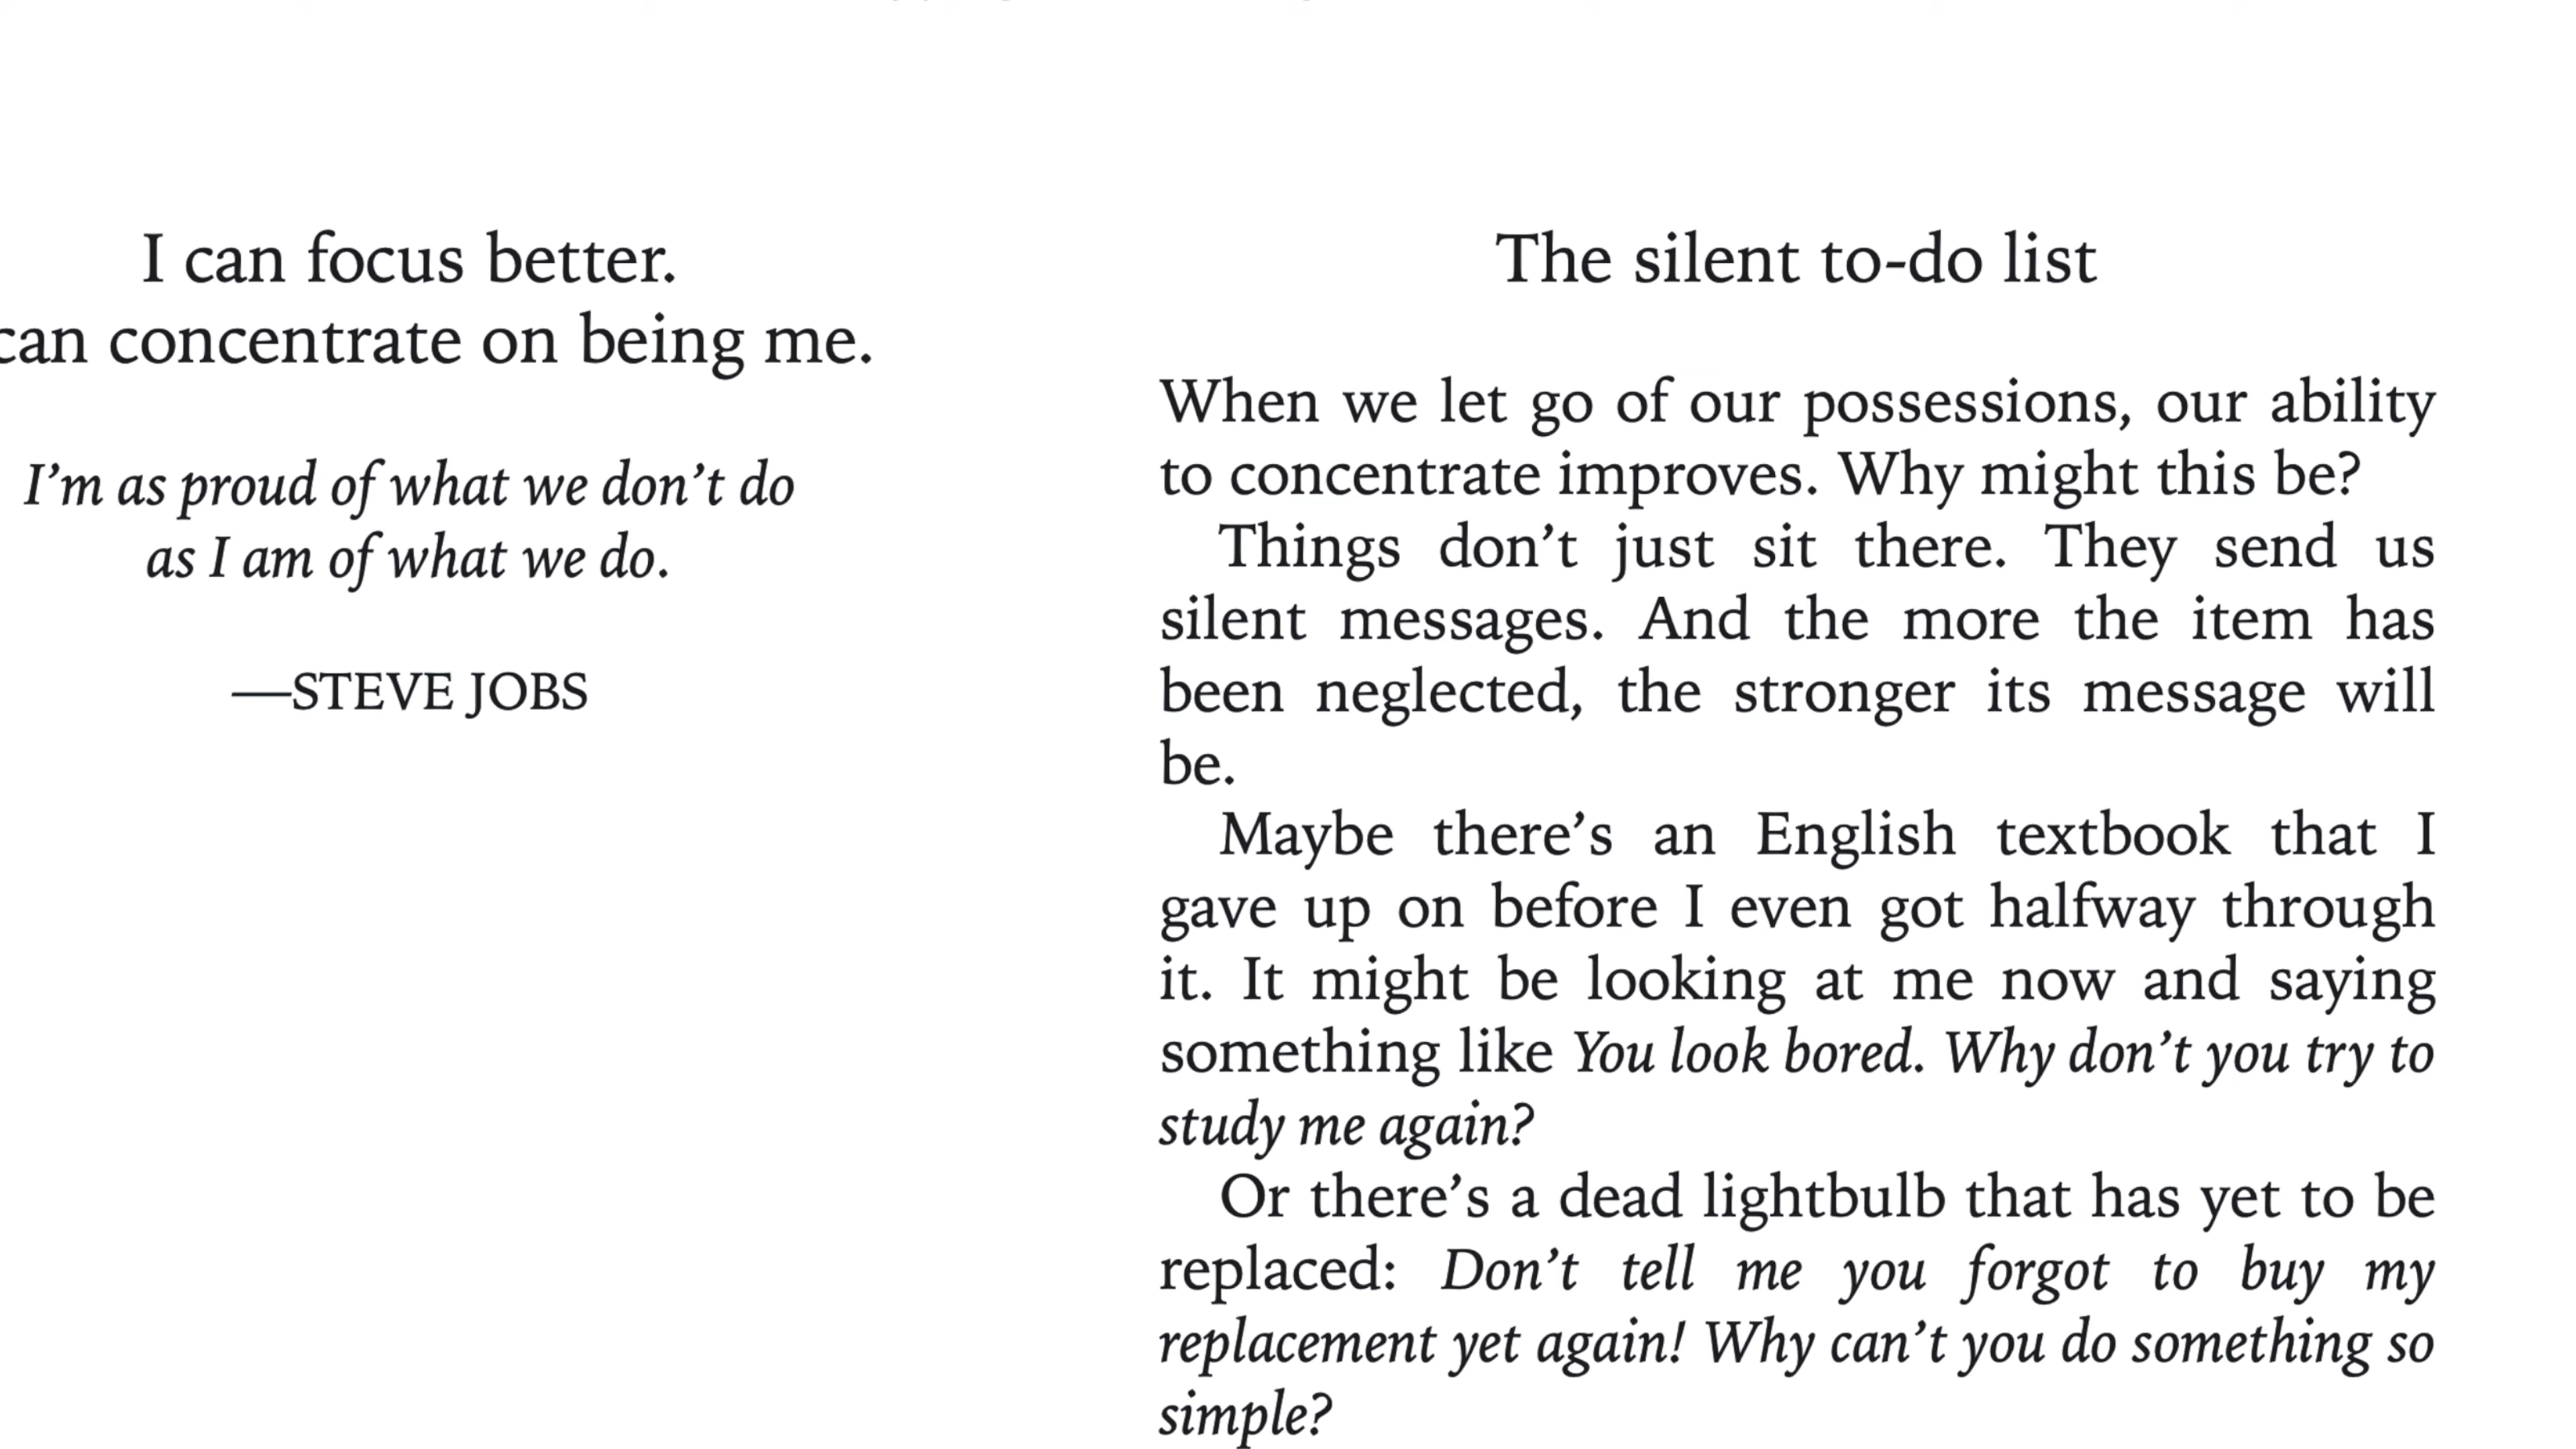 I can focus better.
can concentrate on being me.
I’m as proud of what we don’t do
as I am of what we do.
—STEVE JOBS
The silent to-do list
When we let go of our possessions, our ability
to concentrate improves. Why might this be?
Things don’t just sit there. They send us
silent messages. And the more the item has
been neglected, the stronger its message will
be.
Maybe there’s an English textbook that I
gave up on before I even got halfway through
it. It might be looking at me now and saying
something like You look bored. Why don’t you try to
study me again?
Or there’s a dead lightbulb that has yet to be
replaced: Don’t tell me you forgot to buy my
replacement yet again! Why can’t you do something so
simple?